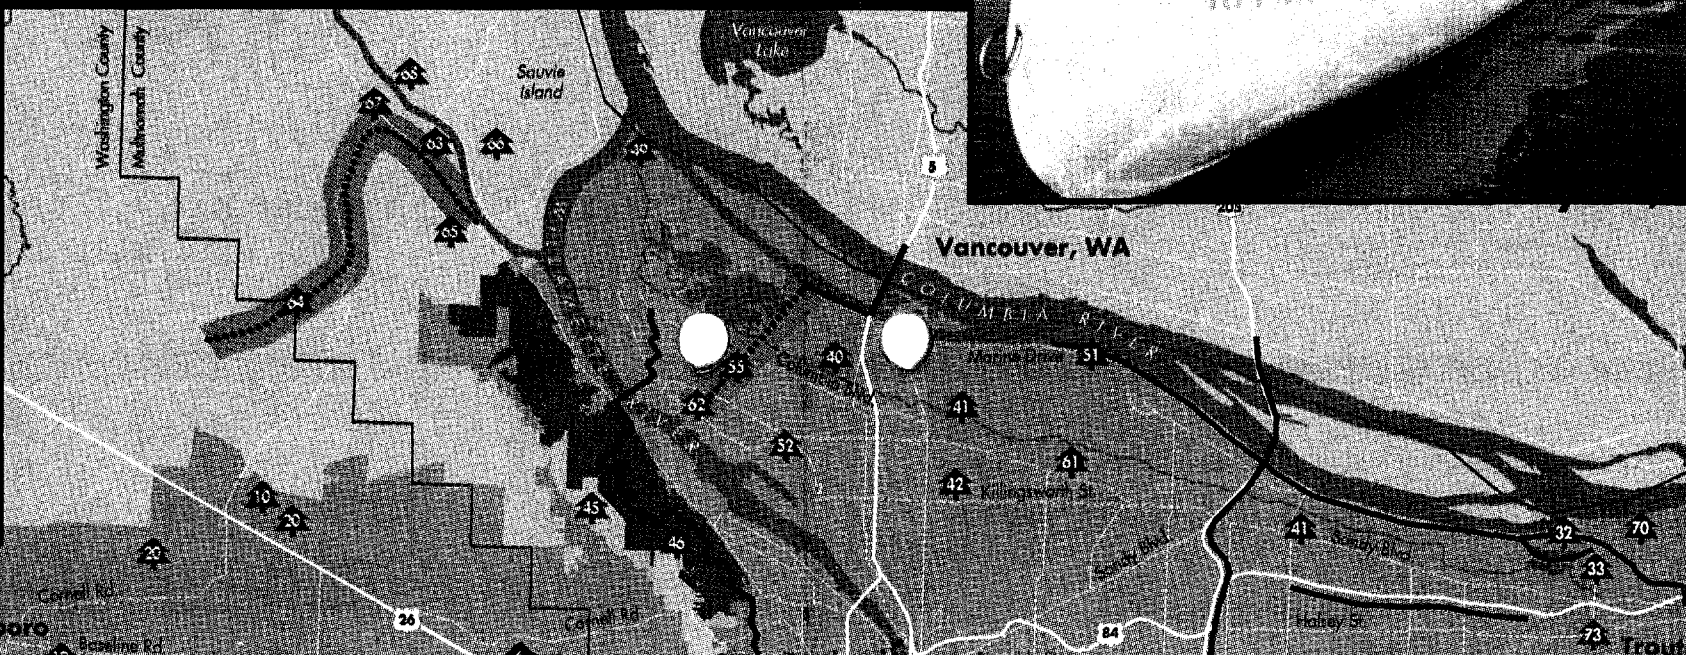 Washington County
Multnomah County
68
Sauvie
Island
Vancouver
Lake
67
63
66
49
5
65
205
Vancouver, WA
64
COLUMBIA RIVER
Marine Drive
51
40
55
Columbia Blvd
62
41
52
61
42
Killingsworth St.
10
20
45
46
20
Sandy Blvd.
41
Sandy Blvd.
32
70
33
Cornell Rd.
26
Cornell Rd.
84
Halsey St.
73
Trout
boro
Baseline Rd.